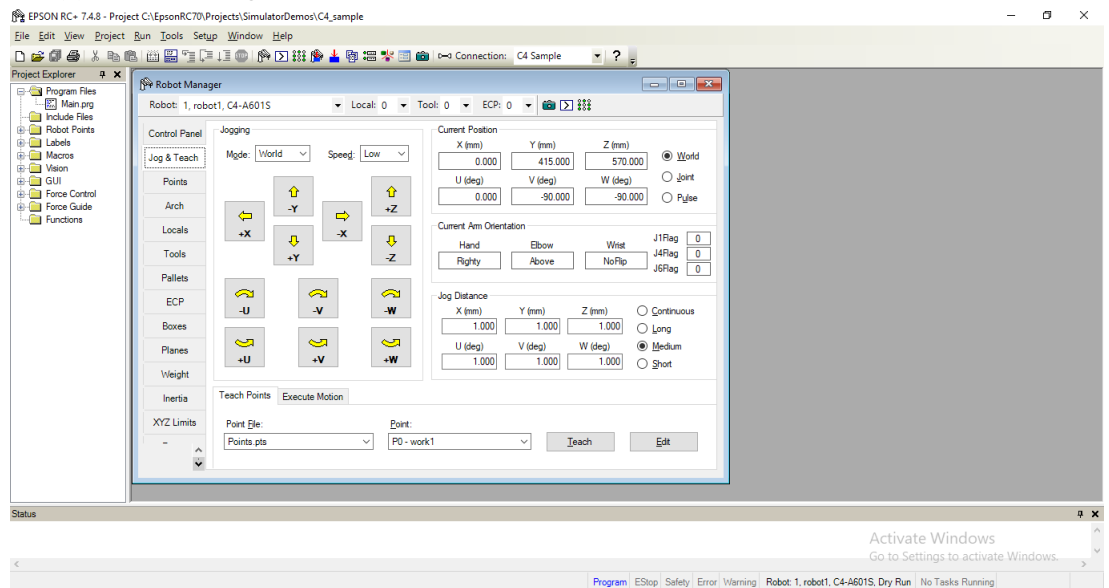 EPSON RC+ 7.4.8 - Project C:\EpsonRC70\Projects\SimulatorDemos\C4_sample
File Edit View Project Run Tools Setup Window Help
Connection: C4 Sample ?
Project Explorer
Program Files
Main.prg
Include Files
Robot Points
Labels
Macros
Vision
GUI
Force Control
Force Guide
Functions
Robot Manager
Robot: 1, robot1, C4-A601S Local: 0 Tool: 0 ECP: 0
Control Panel
Jog & Teach
Points
Arch
Locals
Tools
Pallets
ECP
Boxes
Planes
Weight
Inertia
XYZ Limits
Jogging
Mode: World Speed: Low
-Y +Z
+X -X
+Y -Z
-U -V -W
+U +V +W
Current Position
X (mm) Y (mm) Z (mm)
0.000 415.000 570.000
U (deg) V (deg) W (deg)
0.000 -90.000 -90.000
World
Joint
Pulse
Current Arm Orientation
Hand Elbow Wrist
Righty Above NoFlip
J1Flag 0
J4Flag 0
J6Flag 0
Jog Distance
X (mm) Y (mm) Z (mm)
1.000 1.000 1.000
U (deg) V (deg) W (deg)
1.000 1.000 1.000
Continuous
Long
Medium
Short
Teach Points Execute Motion
Point File: Point:
Points.pts P0 - work1 Teach Edit
Status
Activate Windows
Go to Settings to activate Windows.
Program EStop Safety Error Warning Robot: 1, robot1, C4-A601S, Dry Run No Tasks Running